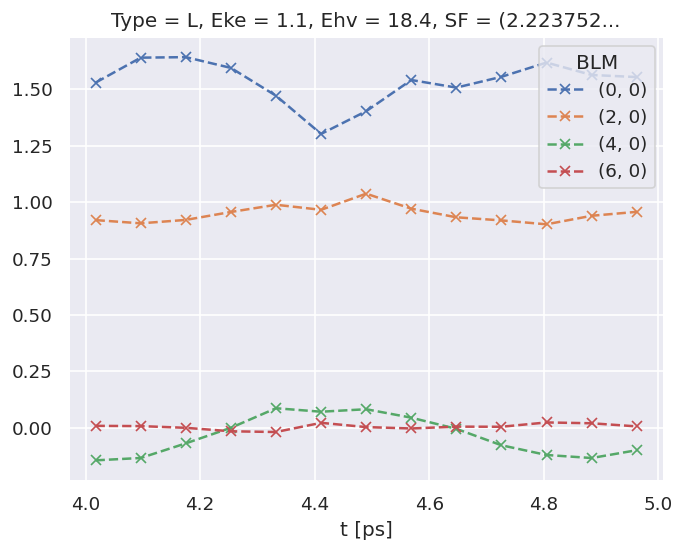 Type = L, Eke = 1.1, Ehv = 18.4, SF = (2.223752...
BLM
(0, 0)
(2, 0)
(4, 0)
(6, 0)
1.50
1.25
1.00
0.75
0.50
0.25
0.00
4.0 4.2 4.4 4.6 4.8 5.0
t [ps]